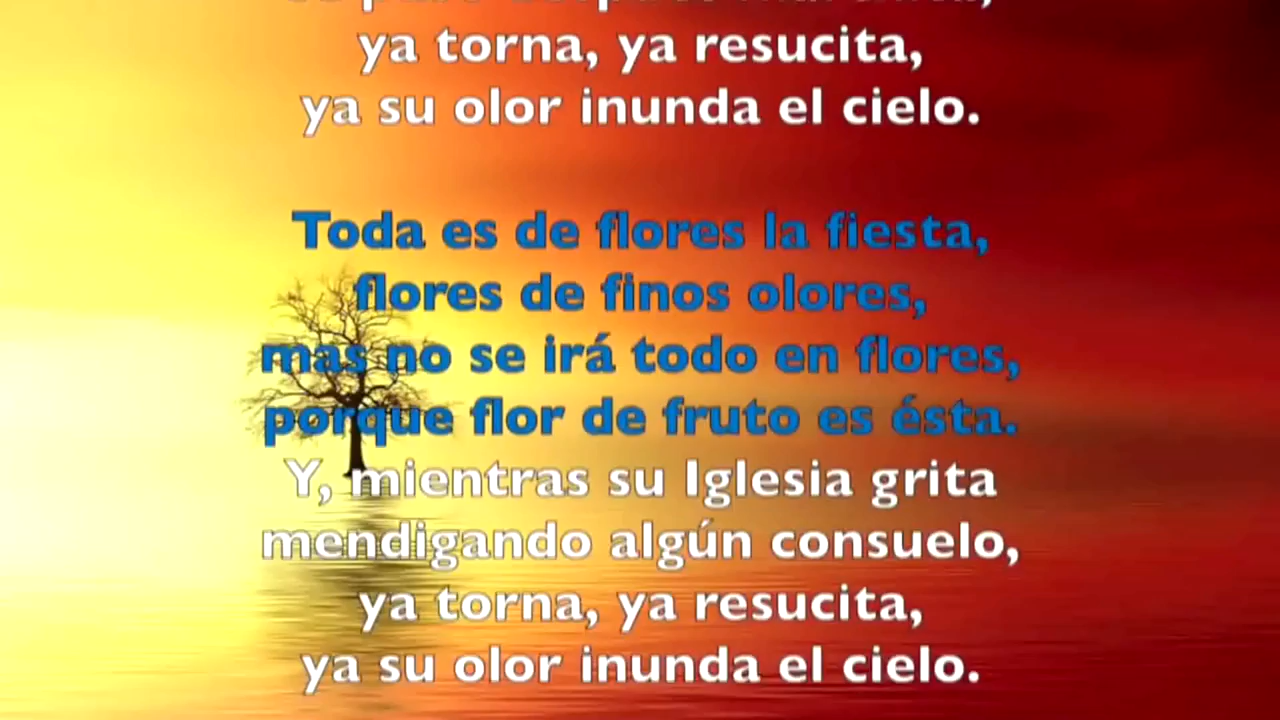 ya torna, ya resucita,
ya su olor inunda el cielo.
Toda es de flores la fiesta,
flores de finos olores,
mas no se irá todo en flores,
porque flor de fruto es ésta.
Y, mientras su Iglesia grita
mendigando algún consuelo,
ya torna, ya resucita,
ya su olor inunda el cielo.